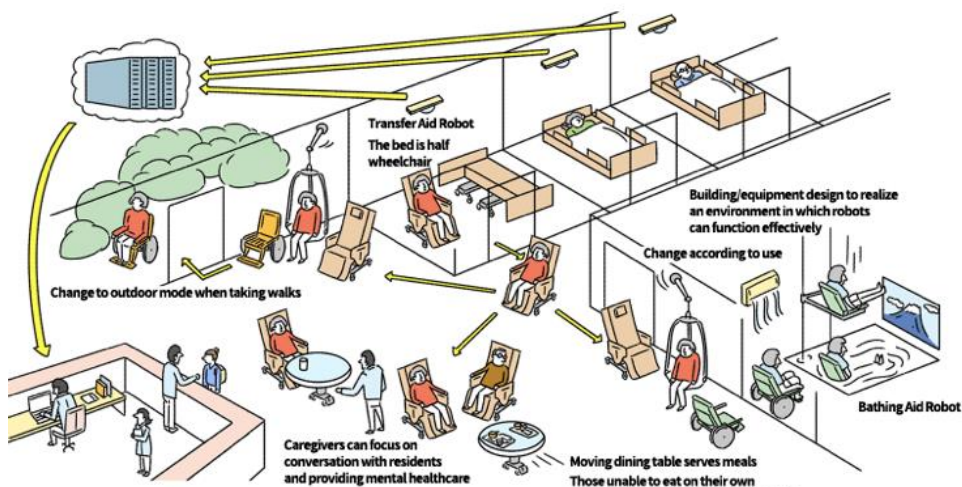 Transfer Aid Robot
The bed is half
wheelchair
Building/equipment design to realize
an environment in which robots
can function effectively
Change according to use
Change to outdoor mode when taking walks
Bathing Aid Robot
Caregivers can focus on
conversation with residents
and providing mental healthcare
Moving dining table serves meals
Those unable to eat on their own